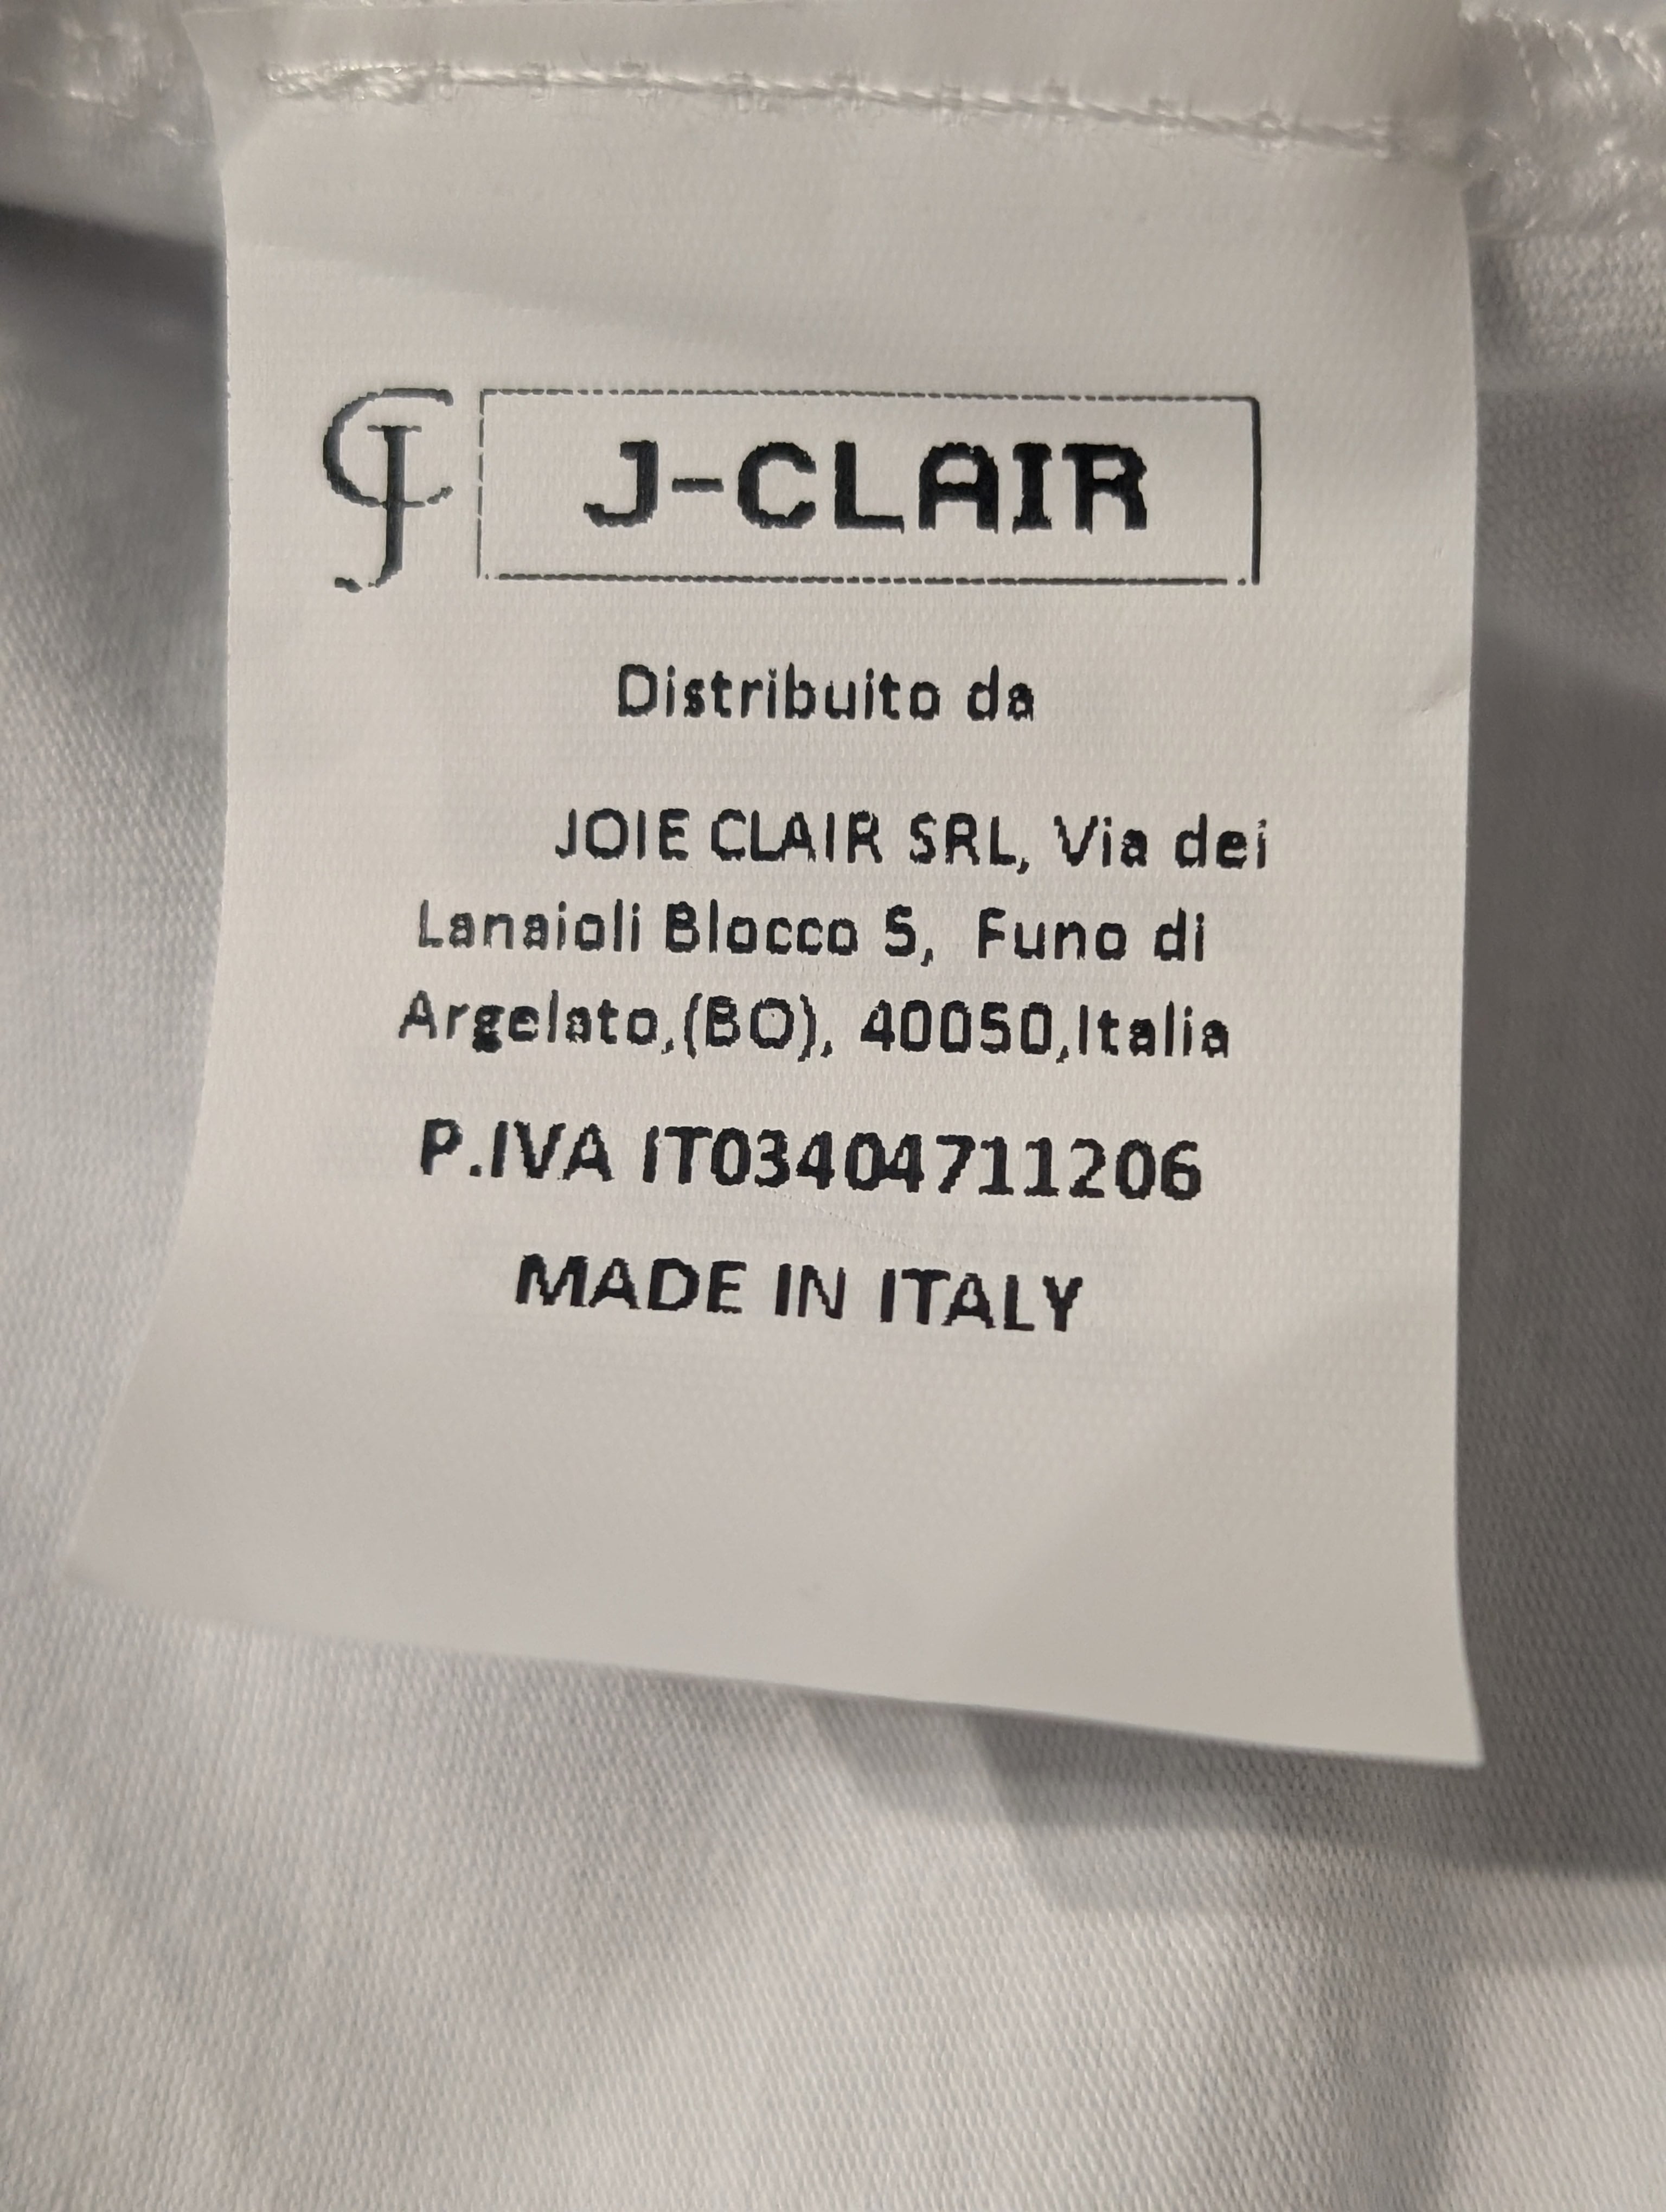 CJ J-CLAIR
Distribuito da
JOIE CLAIR SRL, Via dei
Lanaioli Blocco 5, Funo di
Argelato,(BO), 40050,Italia
P.IVA IT03404711206
MADE IN ITALY